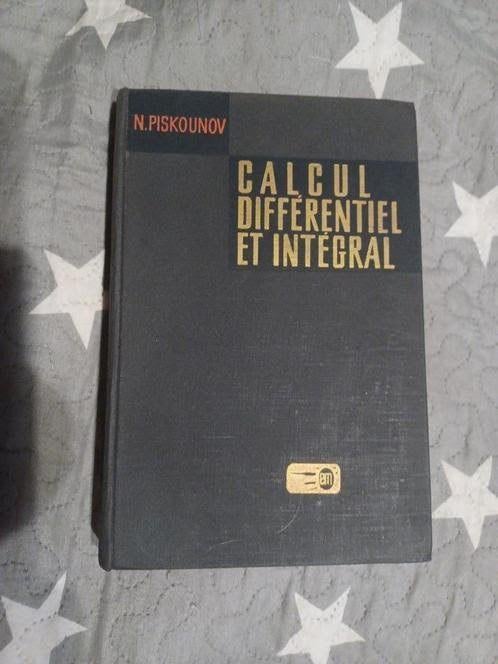 N. PISKOUNOV
CALCUL
DIFFÉRENTIEL
ET INTÉGRAL